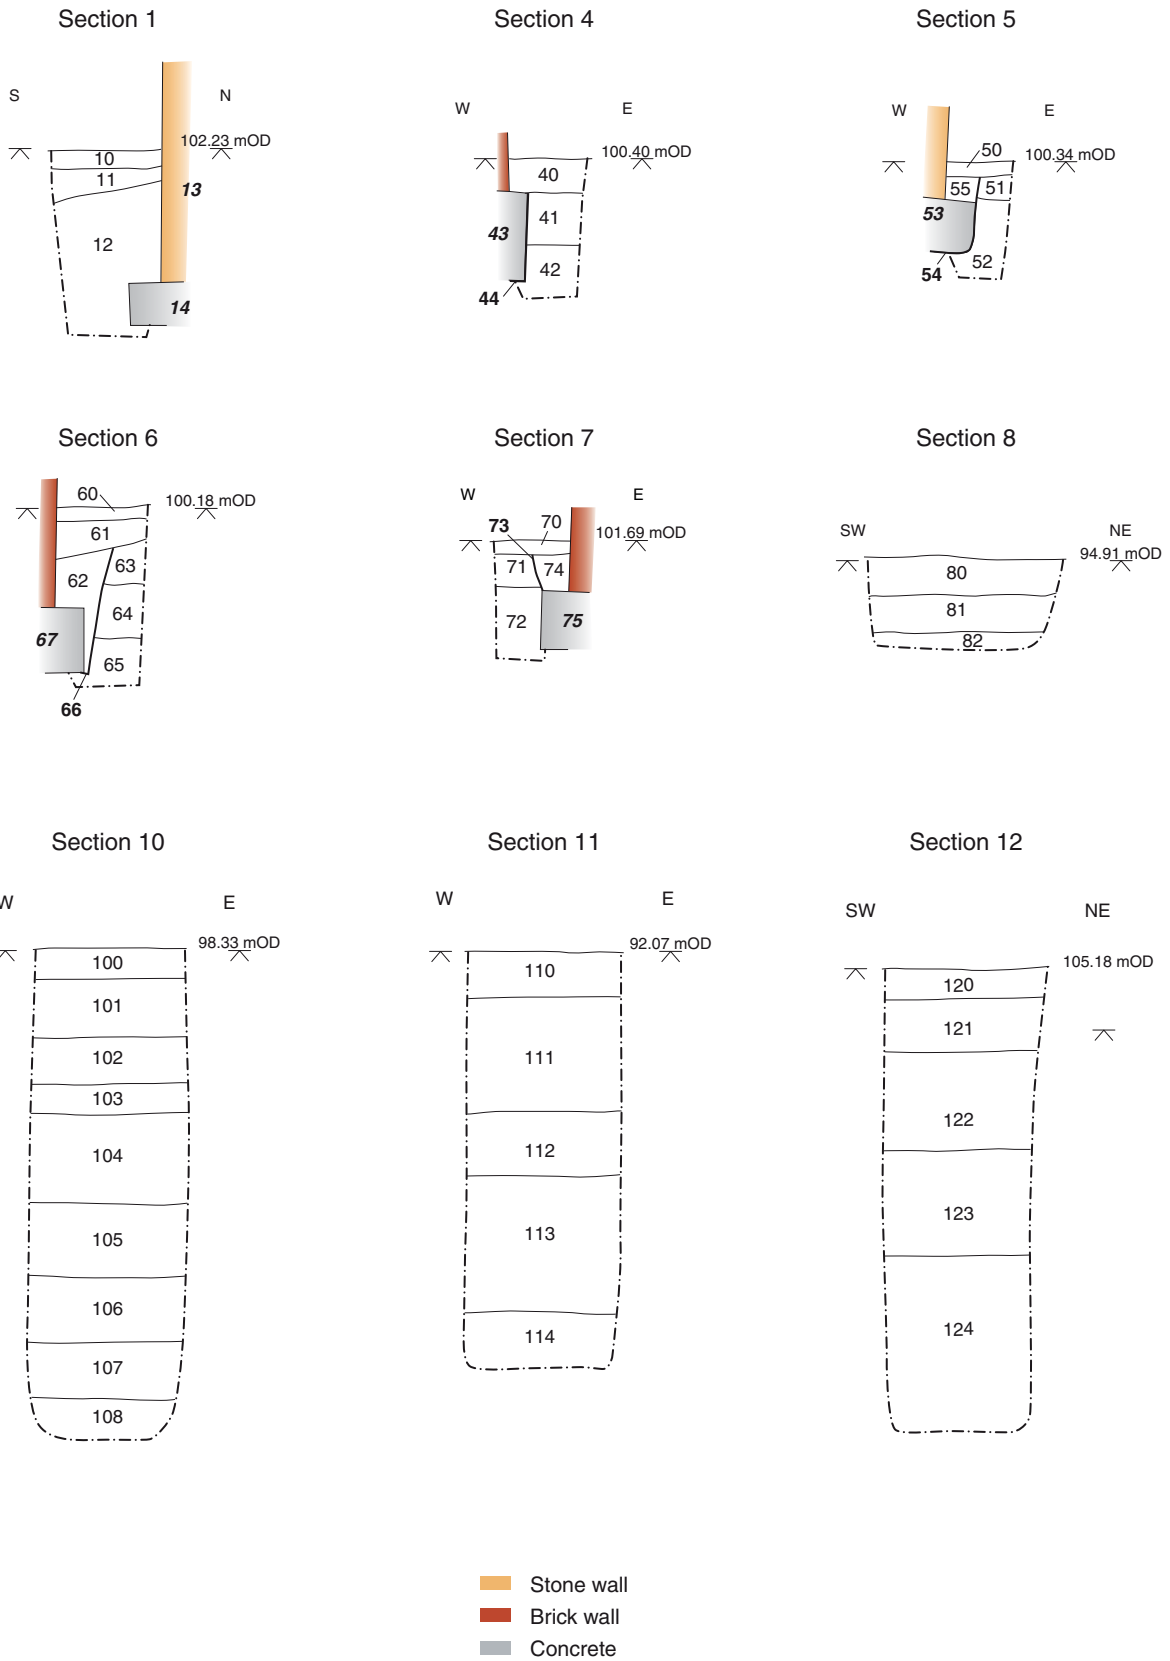 Section 1
S
N
102.23 mOD
10
11
13
12
14
Section 4
W
E
100.40 mOD
40
41
43
42
44
Section 5
W
E
50
100.34 mOD
55
51
53
52
54
Section 6
60
100.18 mOD
61
63
62
64
67
65
66
Section 7
W
E
73
70
101.69 mOD
71
74
72
75
Section 8
SW
NE
94.91 mOD
80
81
82
Section 10
W
E
98.33 mOD
100
101
102
103
104
105
106
107
108
Section 11
W
E
92.07 mOD
110
111
112
113
114
Section 12
SW
NE
105.18 mOD
120
121
122
123
124
Stone wall
Brick wall
Concrete